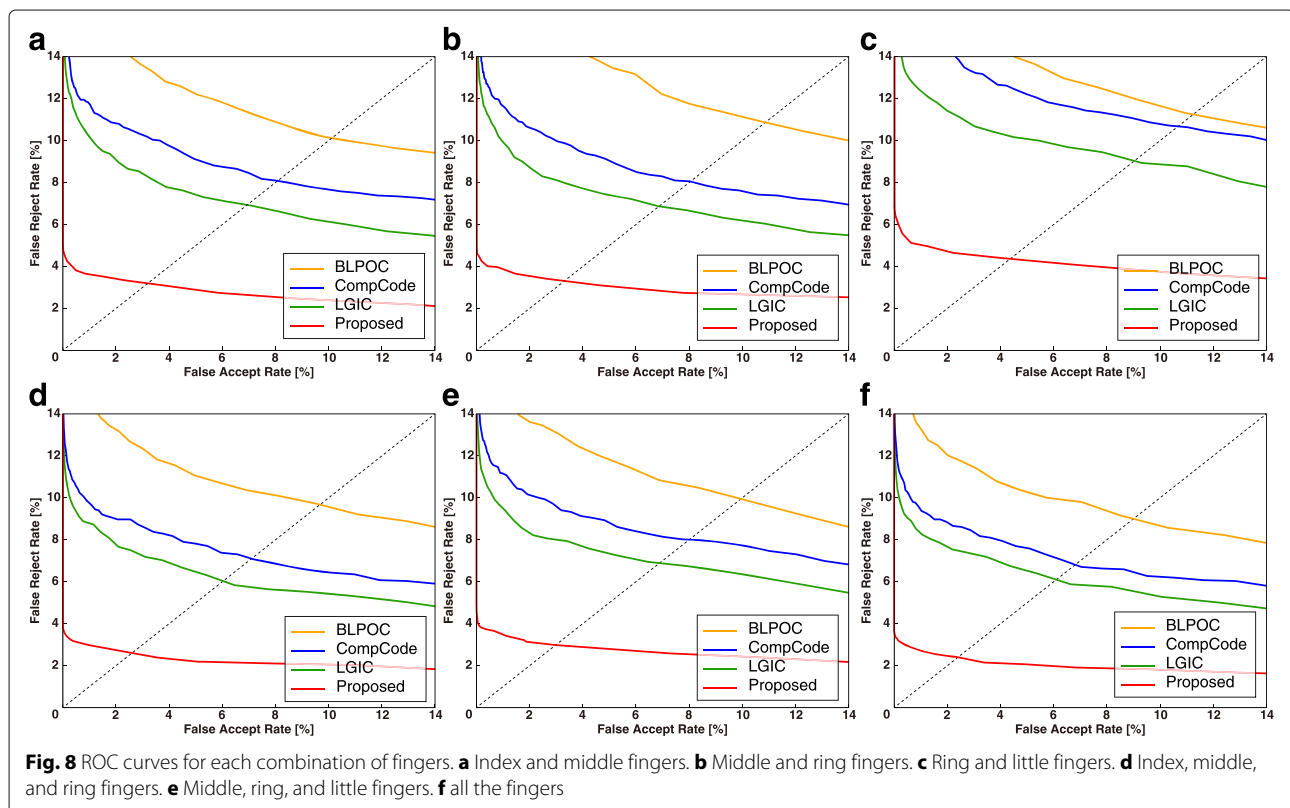 a
14
12
10
8
6
4
2
0
False Reject Rate [%]
BLPOC
CompCode
LGIC
Proposed
0 2 4 6 8 10 12 14
False Accept Rate [%]
b
14
12
10
8
6
4
2
0
False Reject Rate [%]
BLPOC
CompCode
LGIC
Proposed
0 2 4 6 8 10 12 14
False Accept Rate [%]
c
14
12
10
8
6
4
2
0
False Reject Rate [%]
BLPOC
CompCode
LGIC
Proposed
0 2 4 6 8 10 12 14
False Accept Rate [%]
d
14
12
10
8
6
4
2
0
False Reject Rate [%]
BLPOC
CompCode
LGIC
Proposed
0 2 4 6 8 10 12 14
False Accept Rate [%]
e
14
12
10
8
6
4
2
0
False Reject Rate [%]
BLPOC
CompCode
LGIC
Proposed
0 2 4 6 8 10 12 14
False Accept Rate [%]
f
14
12
10
8
6
4
2
0
False Reject Rate [%]
BLPOC
CompCode
LGIC
Proposed
0 2 4 6 8 10 12 14
False Accept Rate [%]
Fig. 8 ROC curves for each combination of fingers. a Index and middle fingers. b Middle and ring fingers. c Ring and little fingers. d Index, middle,
and ring fingers. e Middle, ring, and little fingers. f all the fingers